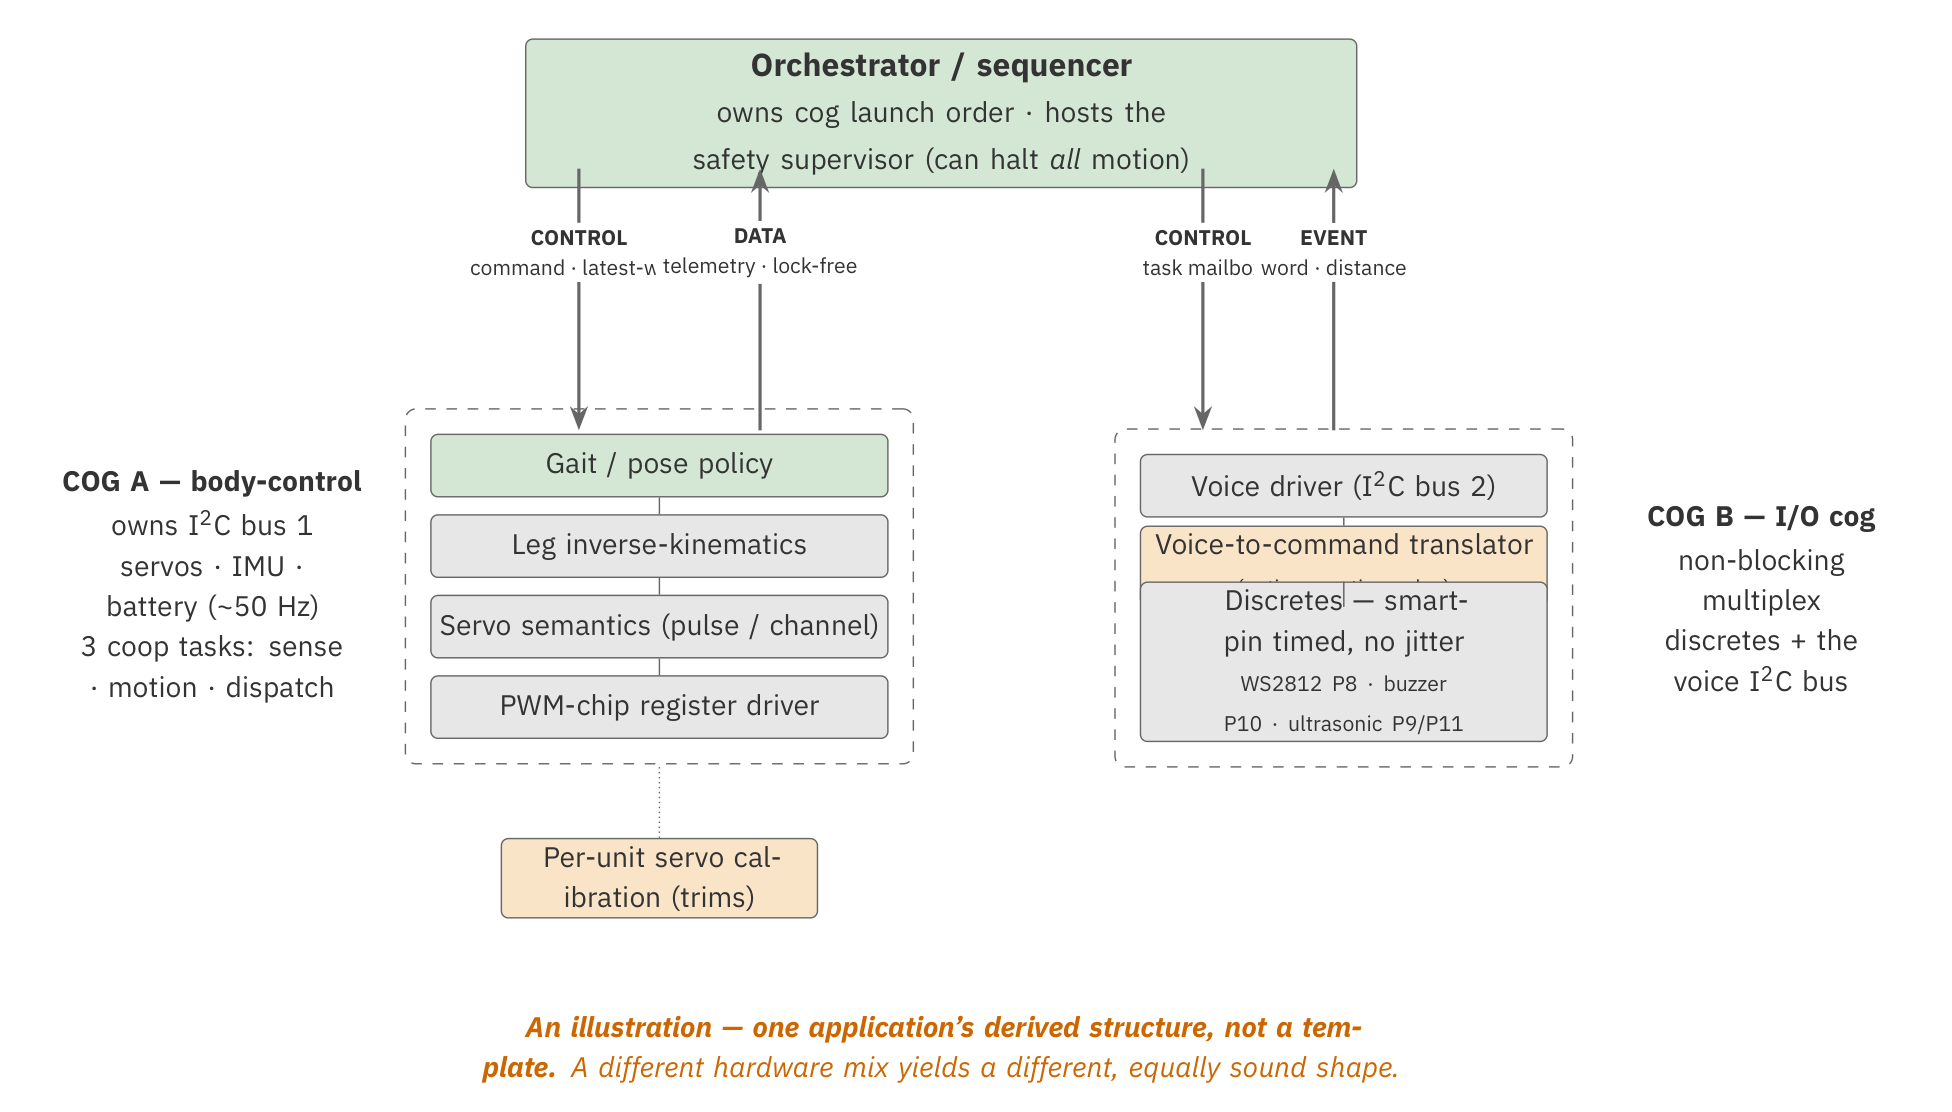 Orchestrator / sequencer
owns cog launch order · hosts the
safety supervisor (can halt all motion)
CONTROL
command · latest-w
DATA
telemetry · lock-free
CONTROL
task mailbo
EVENT
word · distance
COG A — body-control
owns I²C bus 1
servos · IMU ·
battery (~50 Hz)
3 coop tasks: sense
· motion · dispatch
Gait / pose policy
Leg inverse-kinematics
Servo semantics (pulse / channel)
PWM-chip register driver
Per-unit servo cal-
ibration (trims)
Voice driver (I²C bus 2)
Voice-to-command translator
Discretes — smart-
pin timed, no jitter
WS2812 P8 · buzzer
P10 · ultrasonic P9/P11
COG B — I/O cog
non-blocking
multiplex
discretes + the
voice I²C bus
An illustration — one application’s derived structure, not a tem-
plate. A different hardware mix yields a different, equally sound shape.